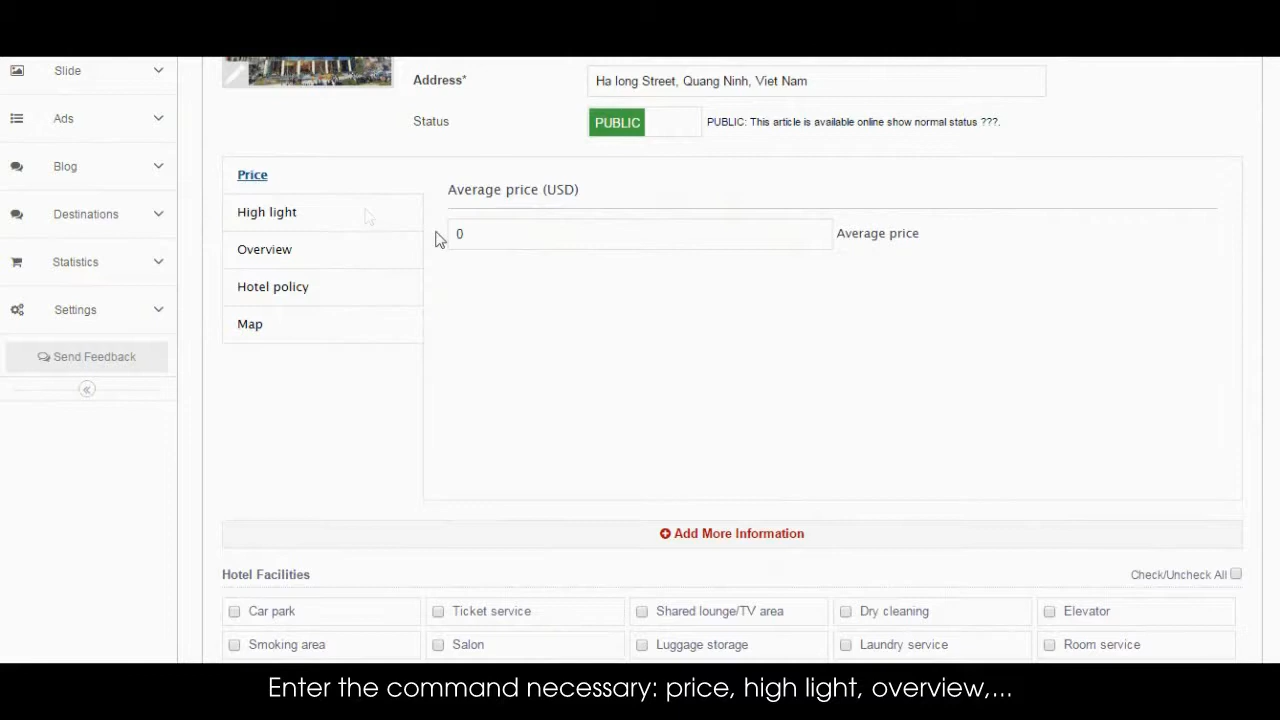 Slide
Ads
Blog
Destinations
Statistics
Settings
Send Feedback
Address*
Ha long Street, Quang Ninh, Viet Nam
Status
PUBLIC
PUBLIC: This article is available online show normal status ???.
Price
High light
Overview
Hotel policy
Map
Average price (USD)
0
Average price
Add More Information
Hotel Facilities
Check/Uncheck All
Car park
Ticket service
Shared lounge/TV area
Dry cleaning
Elevator
Smoking area
Salon
Luggage storage
Laundry service
Room service
Enter the command necessary: price, high light, overview,...